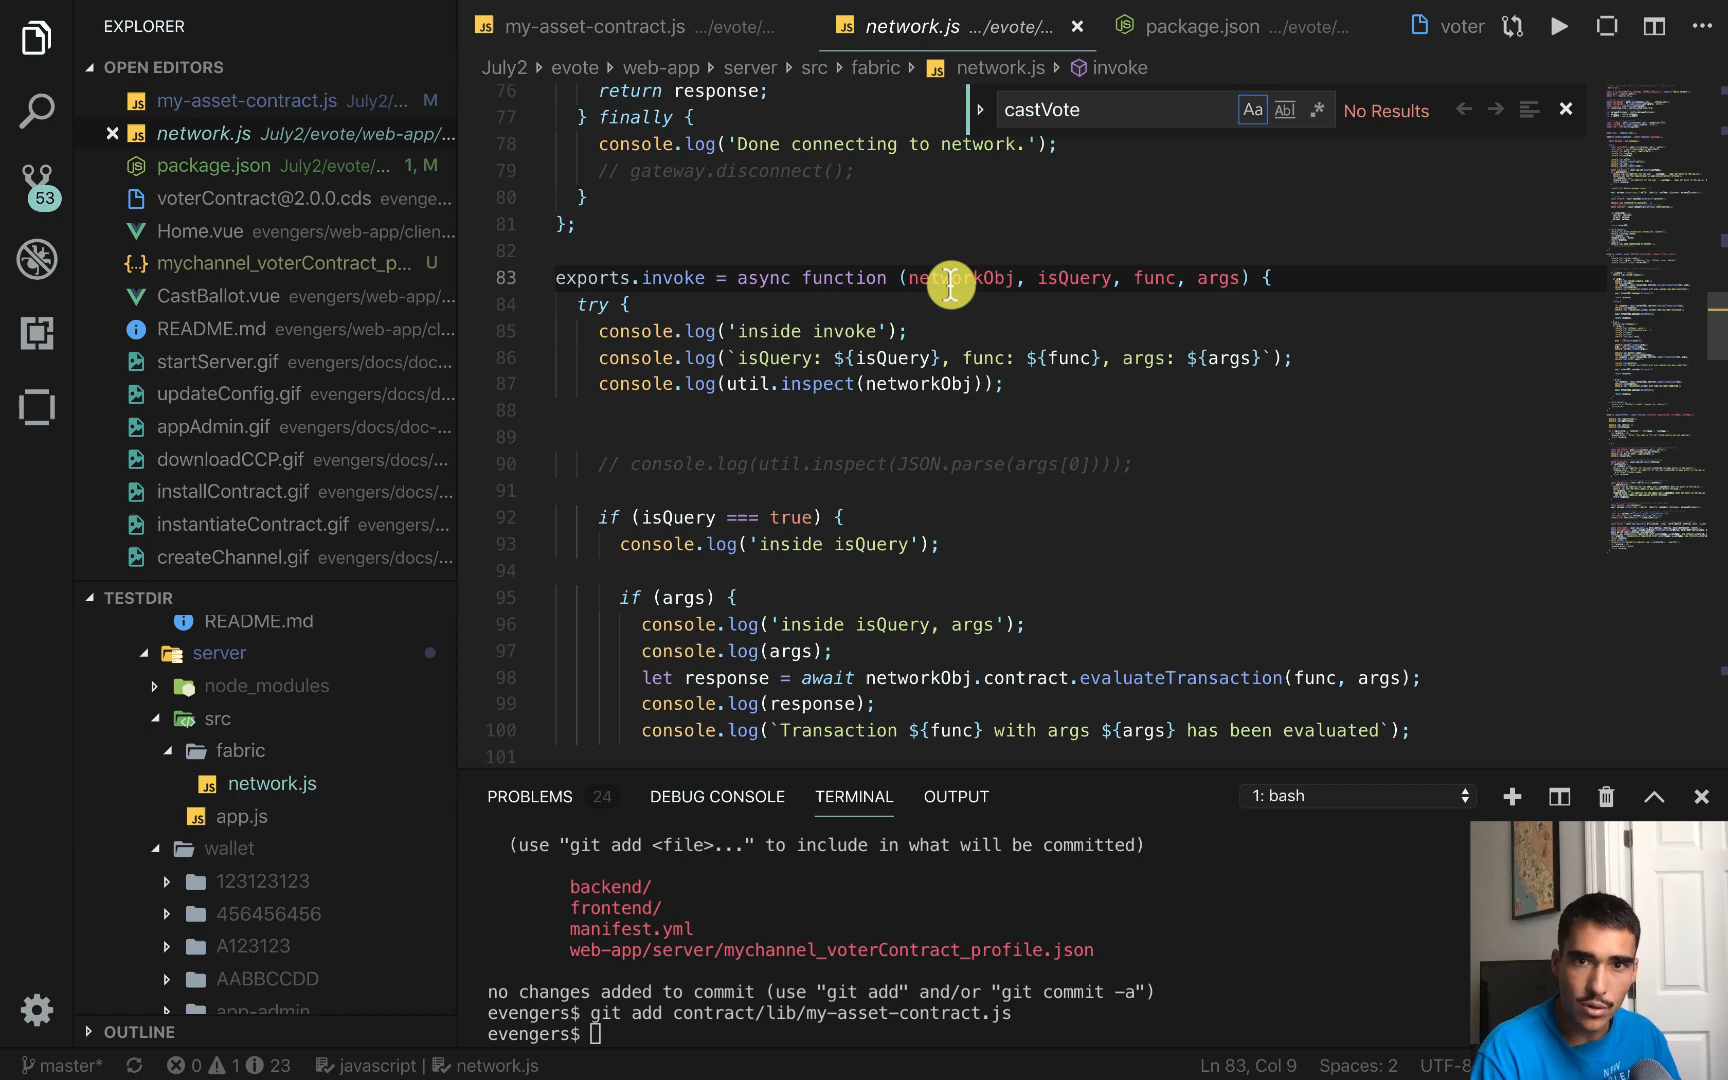 EXPLORER
OPEN EDITORS
my-asset-contract.js July2/... M
network.js July2/evote/web-app/...
package.json July2/evote/... 1, M
voterContract@2.0.0.cds evenge...
Home.vue evengers/web-app/clien...
mychannel_voterContract_p... U
CastBallot.vue evengers/web-app...
README.md evengers/web-app/cl...
startServer.gif evengers/docs/doc...
updateConfig.gif evengers/docs/d...
appAdmin.gif evengers/docs/doc-...
downloadCCP.gif evengers/docs/...
installContract.gif evengers/docs/...
instantiateContract.gif evengers/...
createChannel.gif evengers/docs/...
TESTDIR
README.md
server
node_modules
src
fabric
network.js
app.js
wallet
123123123
456456456
A123123
AABBCCDD
app-admin
OUTLINE
53
my-asset-contract.js .../evote/...
network.js .../evote/...
package.json .../evote/...
voter
July2 evote web-app server src fabric network.js invoke
castVote Aa Abl .* No Results
76 return response;
77 } finally {
78 console.log('Done connecting to network.');
79 // gateway.disconnect();
80 }
81 };
82
83 exports.invoke = async function (networkObj, isQuery, func, args) {
84 try {
85 console.log('inside invoke');
86 console.log(`isQuery: ${isQuery}, func: ${func}, args: ${args}`);
87 console.log(util.inspect(networkObj));
88
89
90 // console.log(util.inspect(JSON.parse(args[0])));
91
92 if (isQuery === true) {
93 console.log('inside isQuery');
94
95 if (args) {
96 console.log('inside isQuery, args');
97 console.log(args);
98 let response = await networkObj.contract.evaluateTransaction(func, args);
99 console.log(response);
100 console.log(`Transaction ${func} with args ${args} has been evaluated`);
101
PROBLEMS 24 DEBUG CONSOLE TERMINAL OUTPUT 1: bash
(use "git add <file>..." to include in what will be committed)
backend/
frontend/
manifest.yml
web-app/server/mychannel_voterContract_profile.json
no changes added to commit (use "git add" and/or "git commit -a")
evengers$ git add contract/lib/my-asset-contract.js
evengers$
master* 0 1 23 javascript | network.js Ln 83, Col 9 Spaces: 2 UTF-8